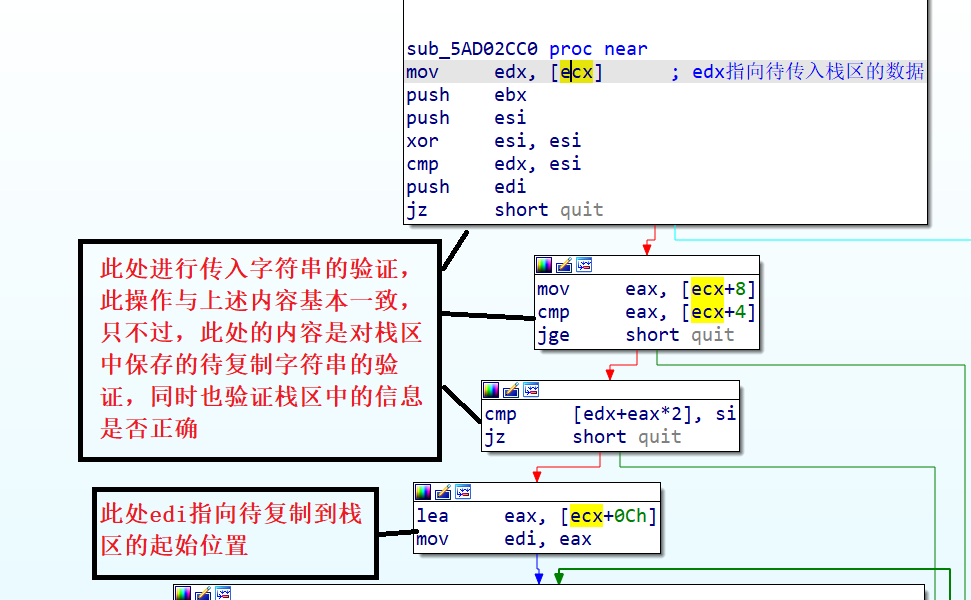 sub_5AD02CC0 proc near
mov edx, [ecx] ; edx指向待传入栈区的数据
push ebx
push esi
xor esi, esi
cmp edx, esi
push edi
jz short quit
此处进行传入字符串的验证，
此操作与上述内容基本一致，
只不过，此处的内容是对栈区
中保存的待复制字符串的验
证，同时也验证栈区中的信息
是否正确
mov eax, [ecx+8]
cmp eax, [ecx+4]
jge short quit
cmp [edx+eax*2], si
jz short quit
此处edi指向待复制到栈
区的起始位置
lea eax, [ecx+0Ch]
mov edi, eax